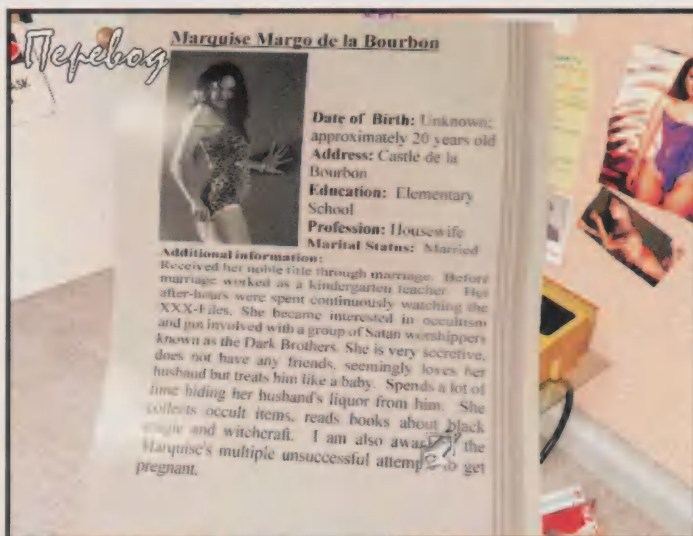 Перевод
Marquise Margo de la Bourbon
Date of Birth: Unknown;
approximately 20 years old
Address: Castle de la
Bourbon
Education: Elementary
School
Profession: Housewife
Marital Status: Married
Additional information:
Received her noble title through marriage. Before
marriage worked as a kindergarten teacher. Her
after-hours were spent continuously watching the
XXX-Files. She became interested in occultism
and got involved with a group of Satan worshippers
known as the Dark Brothers. She is very secretive,
does not have any friends, seemingly loves her
husband but treats him like a baby. Spends a lot of
time hiding her husband's liquor from him. She
collects occult items, reads books about black
magic and witchcraft. I am also aware the
Marquise's multiple unsuccessful attemp to get
pregnant.